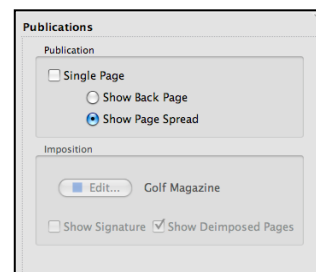 Publications
Publication
Single Page
Show Back Page
Show Page Spread
Imposition
Edit... Golf Magazine
Show Signature Show Deimposed Pages